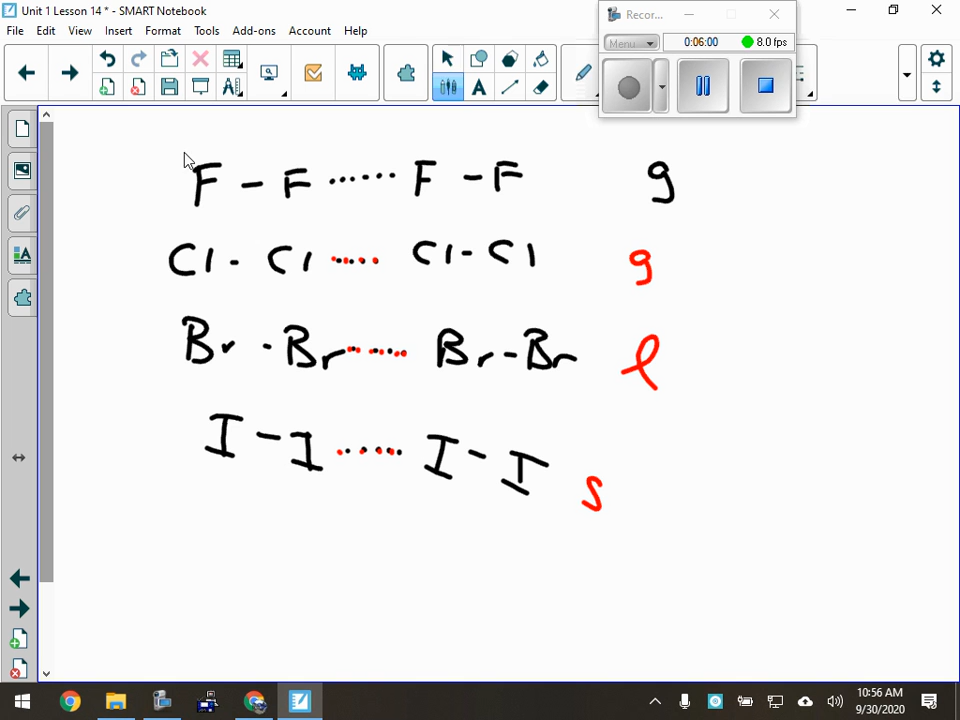 Unit 1 Lesson 14 * - SMART Notebook
Recor...
File Edit View Insert Format Tools Add-ons Account Help
Menu 0:06:00 8.0 fps
F - F ...... F - F g
Cl - Cl ...... Cl - Cl g
Br - Br ...... Br - Br l
I - I ...... I - I s
10:56 AM
9/30/2020